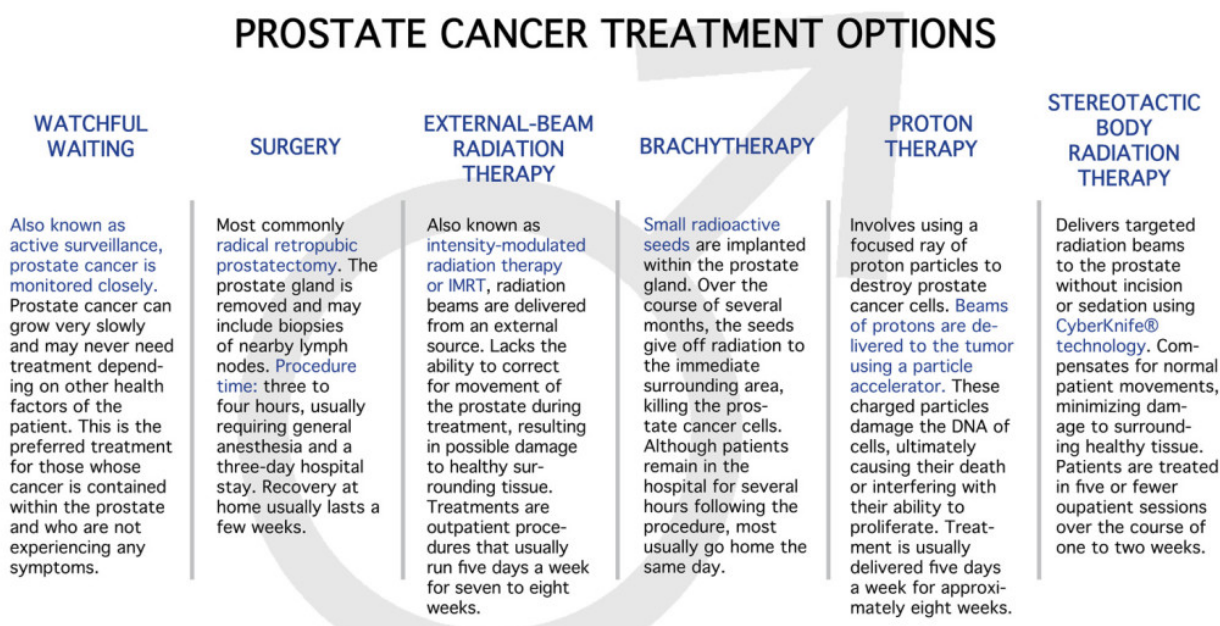 PROSTATE CANCER TREATMENT OPTIONS
WATCHFUL
WAITING
Also known as
active surveillance,
prostate cancer is
monitored closely.
Prostate cancer can
grow very slowly
and may never need
treatment depend-
ing on other health
factors of the
patient. This is the
preferred treatment
for those whose
cancer is contained
within the prostate
and who are not
experiencing any
symptoms.
SURGERY
Most commonly
radical retropubic
prostatectomy. The
prostate gland is
removed and may
include biopsies
of nearby lymph
nodes. Procedure
time: three to
four hours, usually
requiring general
anesthesia and a
three-day hospital
stay. Recovery at
home usually lasts a
few weeks.
EXTERNAL-BEAM
RADIATION
THERAPY
Also known as
intensity-modulated
radiation therapy
or IMRT, radiation
beams are delivered
from an external
source. Lacks the
ability to correct
for movement of
the prostate during
treatment, resulting
in possible damage
to healthy sur-
rounding tissue.
Treatments are
outpatient proce-
dures that usually
run five days a week
for seven to eight
weeks.
BRACHYTHERAPY
Small radioactive
seeds are implanted
within the prostate
gland. Over the
course of several
months, the seeds
give off radiation to
the immediate
surrounding area,
killing the pros-
tate cancer cells.
Although patients
remain in the
hospital for several
hours following the
procedure, most
usually go home the
same day.
PROTON
THERAPY
Involves using a
focused ray of
proton particles to
destroy prostate
cancer cells. Beams
of protons are de-
livered to the tumor
using a particle
accelerator. These
charged particles
damage the DNA of
cells, ultimately
causing their death
or interfering with
their ability to
proliferate. Treat-
ment is usually
delivered five days
a week for approxi-
mately eight weeks.
STEREOTACTIC
BODY
RADIATION
THERAPY
Delivers targeted
radiation beams
to the prostate
without incision
or sedation using
CyberKnife®
technology. Com-
pensates for normal
patient movements,
minimizing dam-
age to surround-
ing healthy tissue.
Patients are treated
in five or fewer
oupatient sessions
over the course of
one to two weeks.